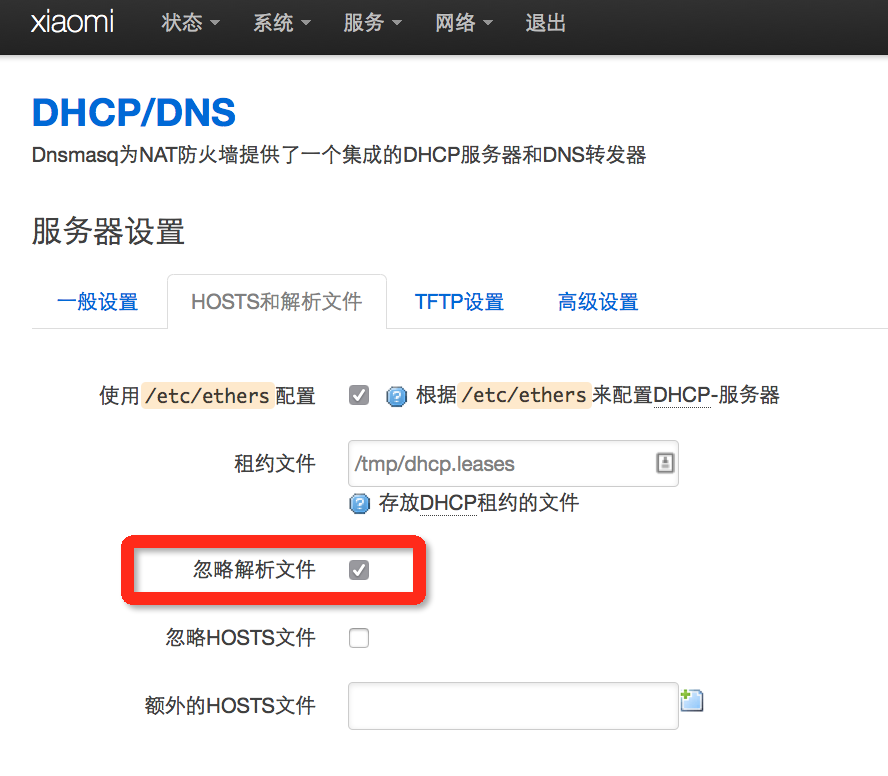 xiaomi 状态 系统 服务 网络 退出
DHCP/DNS
Dnsmasq为NAT防火墙提供了一个集成的DHCP服务器和DNS转发器
服务器设置
一般设置 HOSTS和解析文件 TFTP设置 高级设置
使用/etc/ethers配置 根据/etc/ethers来配置DHCP-服务器
租约文件 /tmp/dhcp.leases
存放DHCP租约的文件
忽略解析文件
忽略HOSTS文件
额外的HOSTS文件